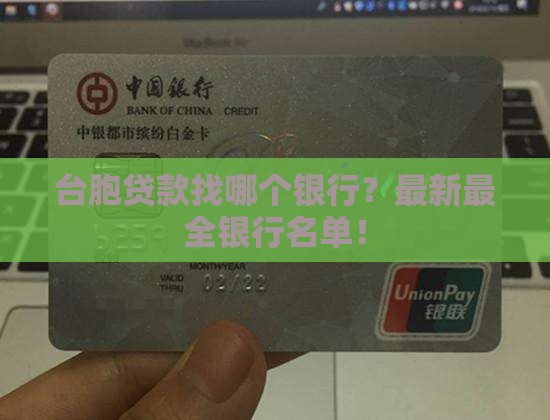 中国银行
BANK OF CHINA CREDIT
中银都市缤纷白金卡
台胞贷款找哪个银行？最新最
全银行名单！
MONTH/YEAR
VALID
THRU 02/22
UnionPay
银联